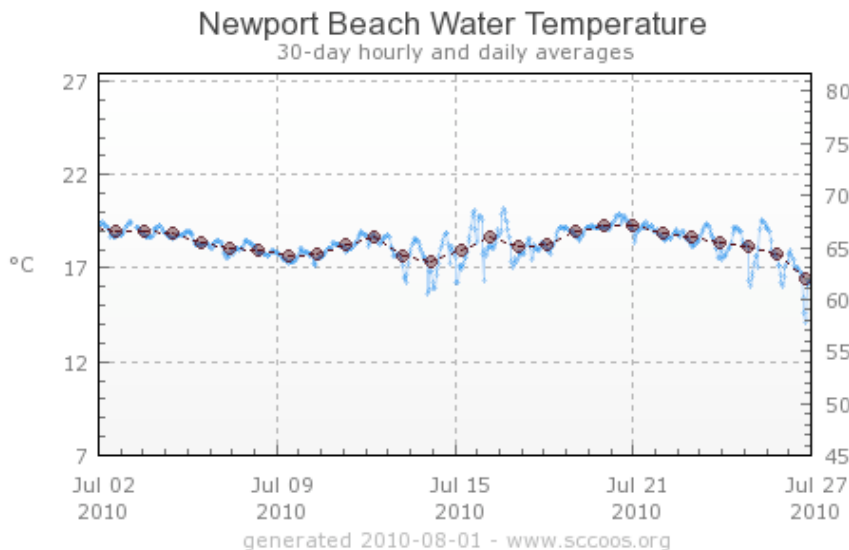 Newport Beach Water Temperature
30-day hourly and daily averages
27
22
17
12
7
°C
80
75
70
65
60
55
50
45
Jul 02
2010
Jul 09
2010
Jul 15
2010
Jul 21
2010
Jul 27
2010
generated 2010-08-01 - www.sccoos.org